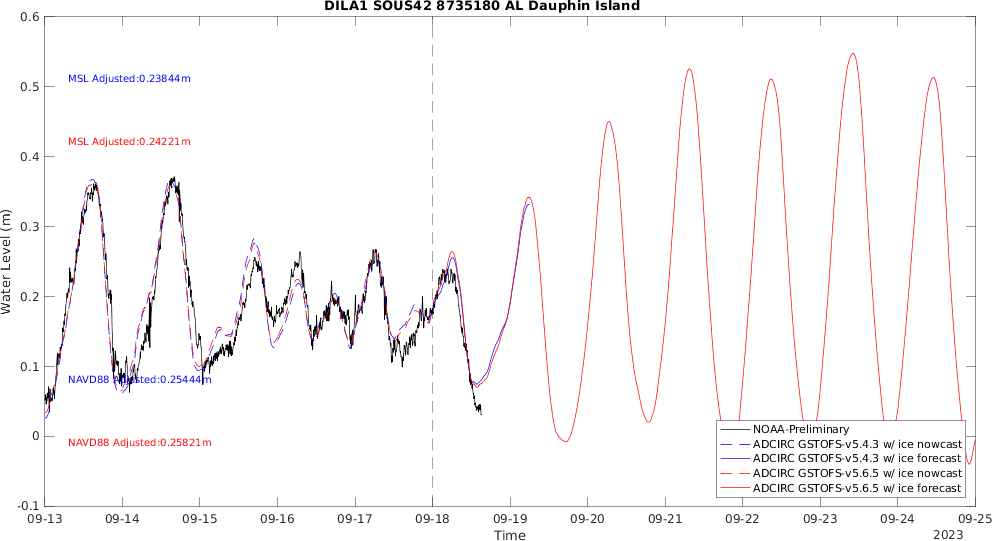 DILA1 SOUS42 8735180 AL Dauphin Island
0.6
0.5
0.4
0.3
0.2
0.1
0
-0.1
Water Level (m)
MSL Adjusted:0.23844m
MSL Adjusted:0.24221m
NAVD88 Adjusted:0.25444m
NAVD88 Adjusted:0.25821m
NOAA-Preliminary
ADCIRC GSTOFS-v5.4.3 w/ ice nowcast
ADCIRC GSTOFS-v5.4.3 w/ ice forecast
ADCIRC GSTOFS-v5.6.5 w/ ice nowcast
ADCIRC GSTOFS-v5.6.5 w/ ice forecast
09-13 09-14 09-15 09-16 09-17 09-18 09-19 09-20 09-21 09-22 09-23 09-24 09-25
Time
2023